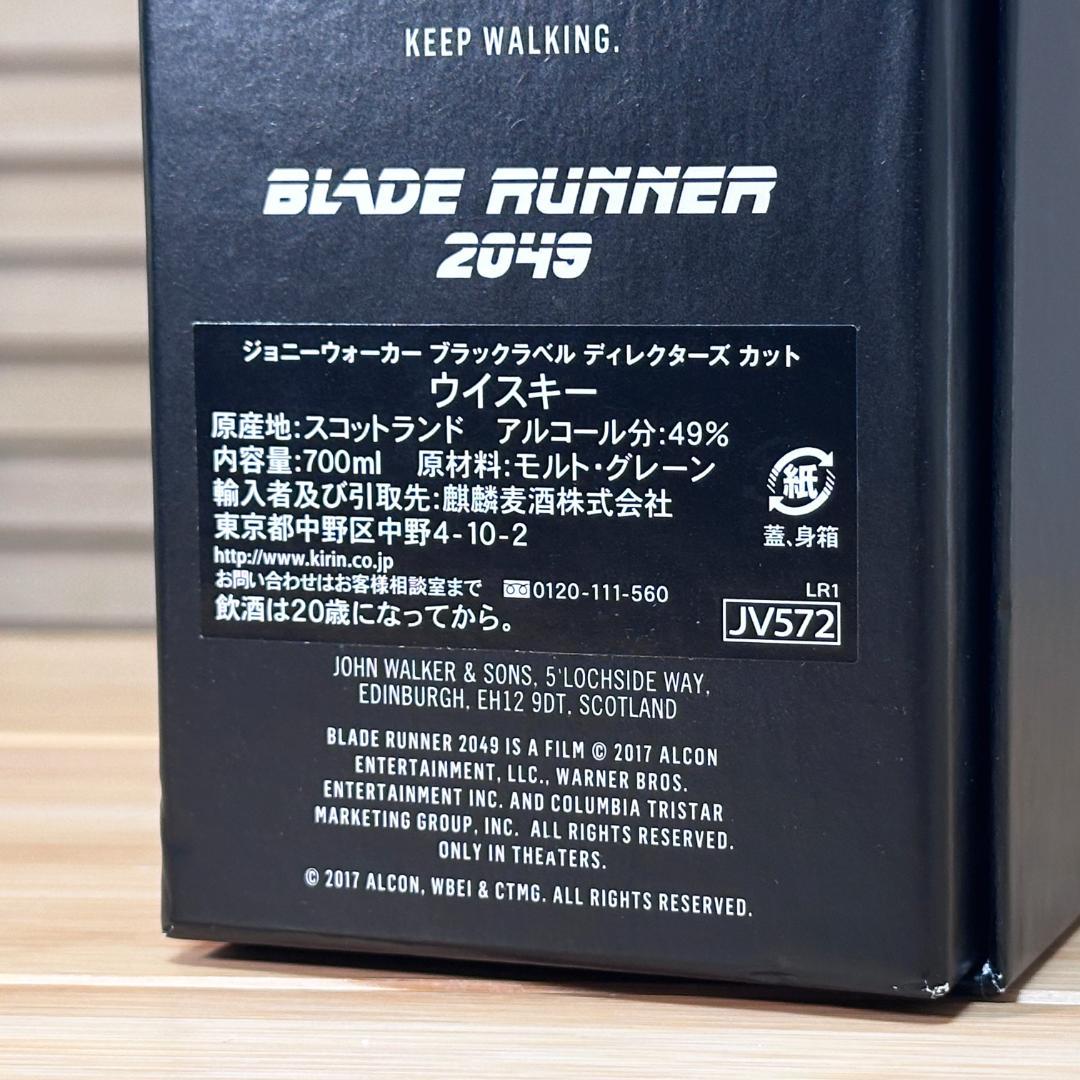 KEEP WALKING.
BLADE RUNNER
2049
ジョニーウォーカー ブラックラベル ディレクターズ カット
ウイスキー
原産地:スコットランド アルコール分:49%
内容量:700ml 原材料:モルト・グレーン
輸入者及び引取先:麒麟麦酒株式会社
東京都中野区中野4-10-2
http://www.kirin.co.jp
お問い合わせはお客様相談室まで 0120-111-560
飲酒は20歳になってから。
紙
蓋、身箱
LR1
JV572
JOHN WALKER & SONS, 5 LOCHSIDE WAY,
EDINBURGH, EH12 9DT, SCOTLAND
BLADE RUNNER 2049 IS A FILM © 2017 ALCON
ENTERTAINMENT, LLC., WARNER BROS.
ENTERTAINMENT INC. AND COLUMBIA TRISTAR
MARKETING GROUP, INC. ALL RIGHTS RESERVED.
ONLY IN THEATERS.
© 2017 ALCON, WBEI & CTMG. ALL RIGHTS RESERVED.